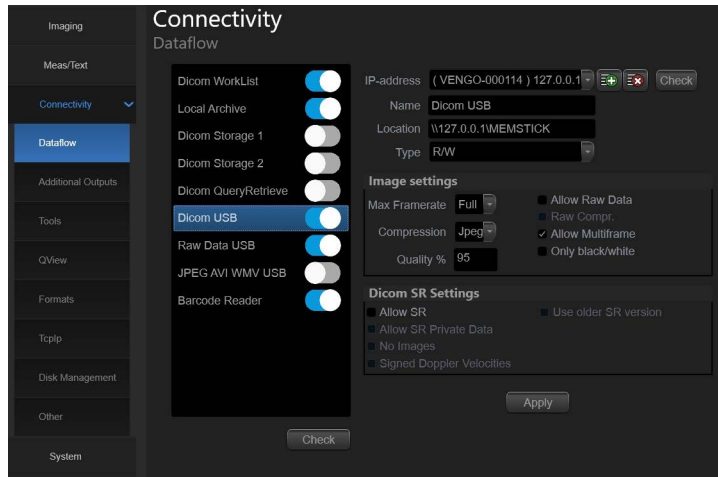 Imaging
Meas/Text
Connectivity
Dataflow
Additional Outputs
Tools
QView
Formats
TcpIp
Disk Management
Other
System
Connectivity
Dataflow
Dicom WorkList
Local Archive
Dicom Storage 1
Dicom Storage 2
Dicom QueryRetrieve
Dicom USB
Raw Data USB
JPEG AVI WMV USB
Barcode Reader
Check
IP-address ( VENGO-000114 ) 127.0.0.1 Check
Name Dicom USB
Location \\127.0.0.1\MEMSTICK
Type R/W
Image settings
Max Framerate Full
Compression Jpeg
Quality % 95
Allow Raw Data
Raw Compr.
Allow Multiframe
Only black/white
Dicom SR Settings
Allow SR Use older SR version
Allow SR Private Data
No Images
Signed Doppler Velocities
Apply